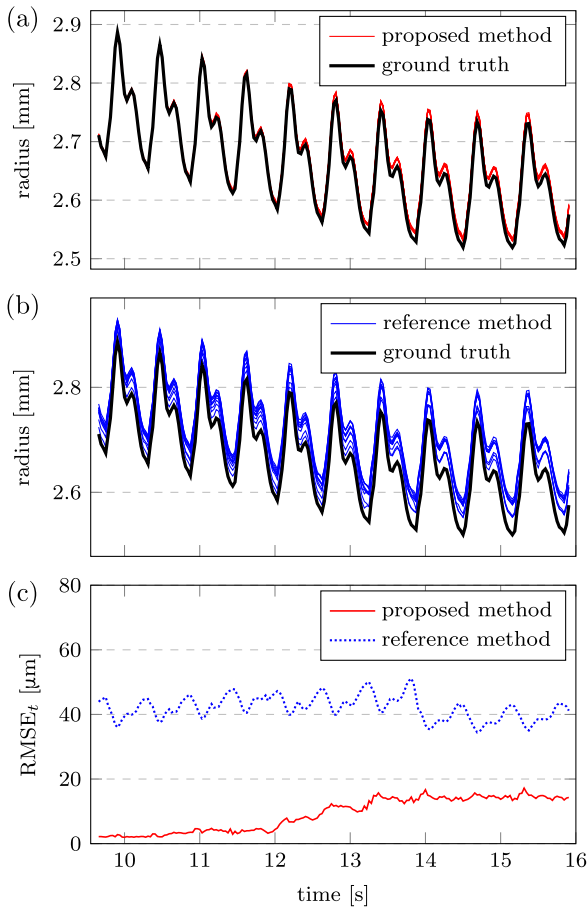 (a)
2.9
2.8
2.7
2.6
2.5
radius [mm]
proposed method
ground truth
(b)
2.8
2.6
radius [mm]
reference method
ground truth
(c)
80
60
40
20
0
RMSEₜ [µm]
proposed method
reference method
10 11 12 13 14 15 16
time [s]